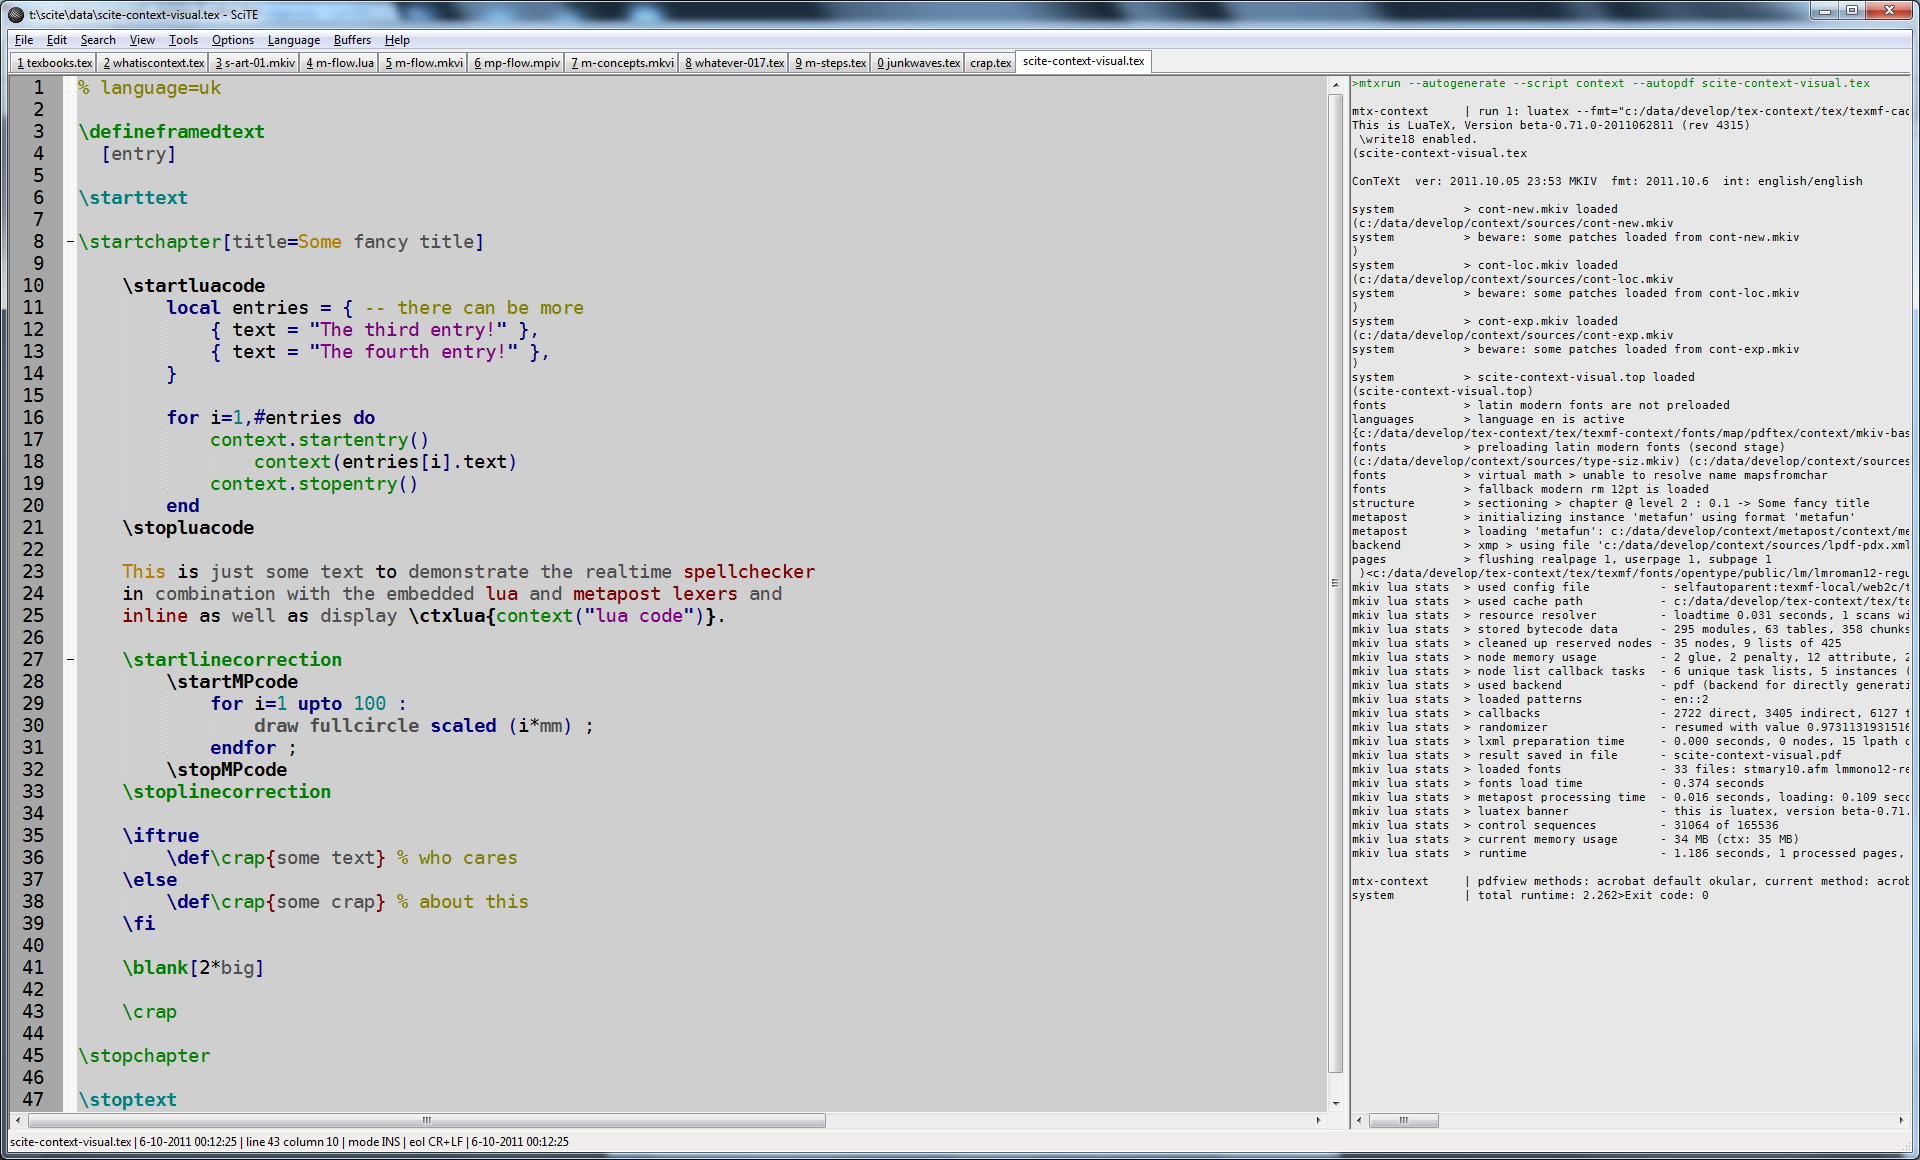 t:\scite\data\scite-context-visual.tex - SciTE
File Edit Search View Tools Options Language Buffers Help
1 texbooks.tex 2 whatiscontext.tex 3 s-art-01.mkiv 4 m-flow.lua 5 m-flow.mkvi 6 mp-flow.mpiv 7 m-concepts.mkvi 8 whatever-017.tex 9 m-steps.tex 0 junkwaves.tex crap.tex scite-context-visual.tex
1 % language=uk
2
3 \defineframedtext
4 [entry]
5
6 \starttext
7
8 \startchapter[title=Some fancy title]
9
10 \startluacode
11 local entries = { -- there can be more
12 { text = "The third entry!" },
13 { text = "The fourth entry!" },
14 }
15
16 for i=1,#entries do
17 context.startentry()
18 context(entries[i].text)
19 context.stopentry()
20 end
21 \stopluacode
22
23 This is just some text to demonstrate the realtime spellchecker
24 in combination with the embedded lua and metapost lexers and
25 inline as well as display \ctxlua{context("lua code")}.
26
27 \startlinecorrection
28 \startMPcode
29 for i=1 upto 100 :
30 draw fullcircle scaled (i*mm) ;
31 endfor ;
32 \stopMPcode
33 \stoplinecorrection
34
35 \iftrue
36 \def\crap{some text} % who cares
37 \else
38 \def\crap{some crap} % about this
39 \fi
40
41 \blank[2*big]
42
43 \crap
44
45 \stopchapter
46
47 \stoptext
>mtxrun --autogenerate --script context --autopdf scite-context-visual.tex
mtx-context | run 1: luatex --fmt="c:/data/develop/tex-context/tex/texmf-cac
This is LuaTeX, Version beta-0.71.0-2011062811 (rev 4315)
\write18 enabled.
(scite-context-visual.tex
ConTeXt ver: 2011.10.05 23:53 MKIV fmt: 2011.10.6 int: english/english
system > cont-new.mkiv loaded
(c:/data/develop/context/sources/cont-new.mkiv
system > beware: some patches loaded from cont-new.mkiv
)
system > cont-loc.mkiv loaded
(c:/data/develop/context/sources/cont-loc.mkiv
system > beware: some patches loaded from cont-loc.mkiv
)
system > cont-exp.mkiv loaded
(c:/data/develop/context/sources/cont-exp.mkiv
system > beware: some patches loaded from cont-exp.mkiv
)
system > scite-context-visual.top loaded
(scite-context-visual.top)
fonts > latin modern fonts are not preloaded
languages > language en is active
{c:/data/develop/tex-context/tex/texmf-context/fonts/map/pdftex/context/mkiv-bas
fonts > preloading latin modern fonts (second stage)
(c:/data/develop/context/sources/type-siz.mkiv) (c:/data/develop/context/sources
fonts > virtual math > unable to resolve name mapsfromchar
fonts > fallback modern rm 12pt is loaded
structure > sectioning > chapter @ level 2 : 0.1 -> Some fancy title
metapost > initializing instance 'metafun' using format 'metafun'
metapost > loading 'metafun': c:/data/develop/context/metapost/context/me
backend > xmp > using file 'c:/data/develop/context/sources/lpdf-pdx.xml
pages > flushing realpage 1, userpage 1, subpage 1
)<c:/data/develop/tex-context/tex/texmf/fonts/opentype/public/lm/lmroman12-regu
mkiv lua stats > used config file - selfautoparent:texmf-local/web2c/t
mkiv lua stats > used cache path - c:/data/develop/tex-context/tex/te
mkiv lua stats > resource resolver - loadtime 0.031 seconds, 1 scans wi
mkiv lua stats > stored bytecode data - 295 modules, 63 tables, 358 chunks
mkiv lua stats > cleaned up reserved nodes - 35 nodes, 9 lists of 425
mkiv lua stats > node memory usage - 2 glue, 2 penalty, 12 attribute, 2
mkiv lua stats > node list callback tasks - 6 unique task lists, 5 instances (
mkiv lua stats > used backend - pdf (backend for directly generati
mkiv lua stats > loaded patterns - en::2
mkiv lua stats > callbacks - 2722 direct, 3405 indirect, 6127 t
mkiv lua stats > randomizer - resumed with value 0.9731131931516
mkiv lua stats > lxml preparation time - 0.000 seconds, 0 nodes, 15 lpath c
mkiv lua stats > result saved in file - scite-context-visual.pdf
mkiv lua stats > loaded fonts - 33 files: stmary10.afm lmmono12-re
mkiv lua stats > fonts load time - 0.374 seconds
mkiv lua stats > metapost processing time - 0.016 seconds, loading: 0.109 seco
mkiv lua stats > luatex banner - this is luatex, version beta-0.71.
mkiv lua stats > control sequences - 31064 of 165536
mkiv lua stats > current memory usage - 34 MB (ctx: 35 MB)
mkiv lua stats > runtime - 1.186 seconds, 1 processed pages,
mtx-context | pdfview methods: acrobat default okular, current method: acrob
system | total runtime: 2.262>Exit code: 0
scite-context-visual.tex | 6-10-2011 00:12:25 | line 43 column 10 | mode INS | eol CR+LF | 6-10-2011 00:12:25